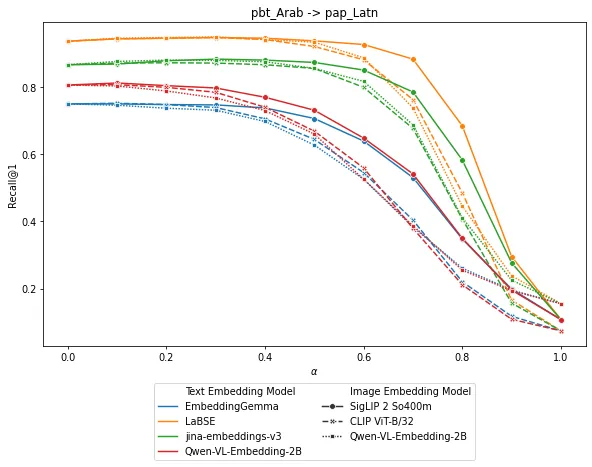 pbt_Arab -> pap_Latn
Recall@1
0.8
0.6
0.4
0.2
0.0 0.2 0.4 0.6 0.8 1.0
α
Text Embedding Model
EmbeddingGemma
LaBSE
jina-embeddings-v3
Qwen-VL-Embedding-2B
Image Embedding Model
SigLIP 2 So400m
CLIP ViT-B/32
Qwen-VL-Embedding-2B